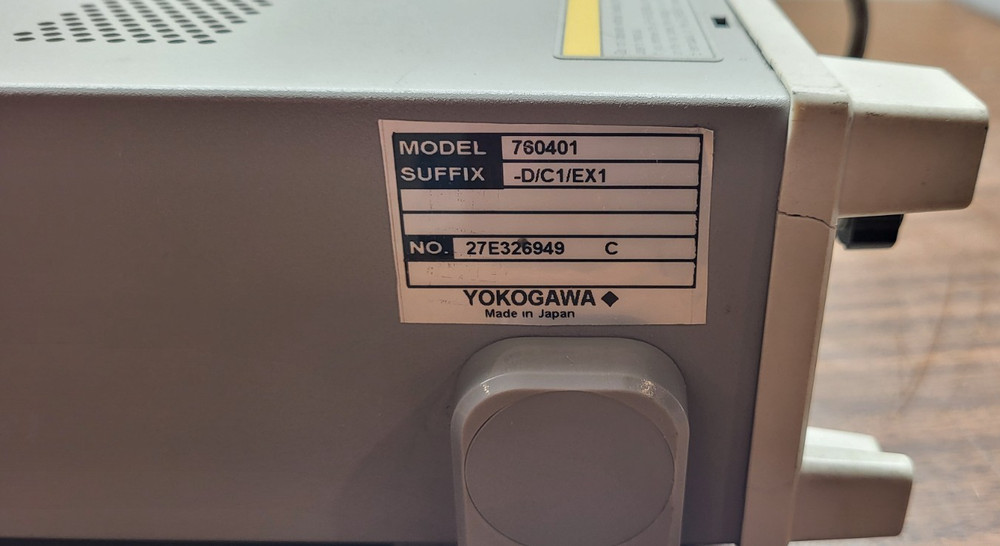 MODEL 760401
SUFFIX -D/C1/EX1
NO. 27E326949 C
YOKOGAWA
Made in Japan